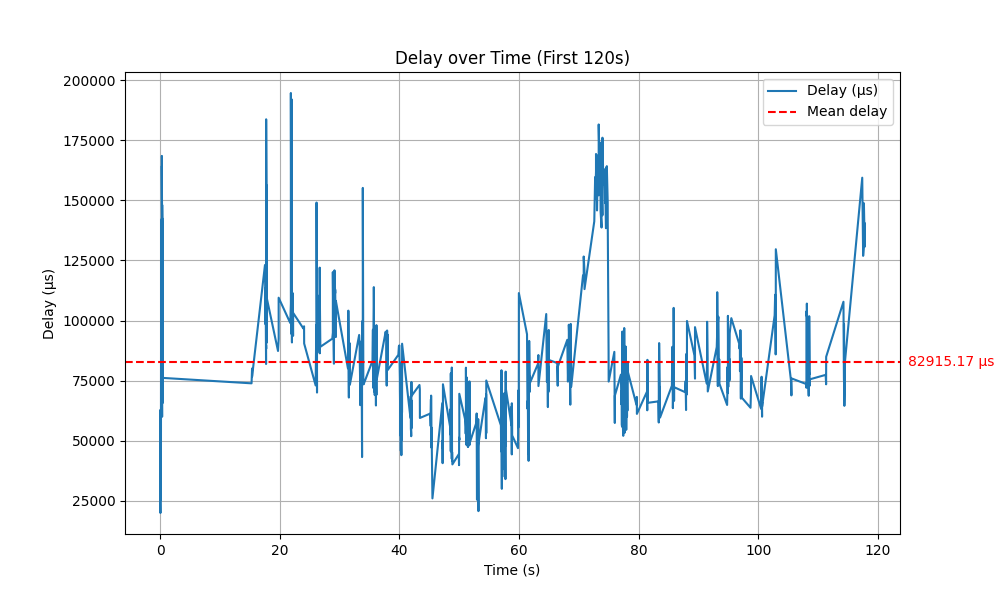 Delay over Time (First 120s)
Delay (µs)
Mean delay
200000
175000
150000
125000
100000
75000
50000
25000
Delay (µs)
82915.17 µs
0 20 40 60 80 100 120
Time (s)